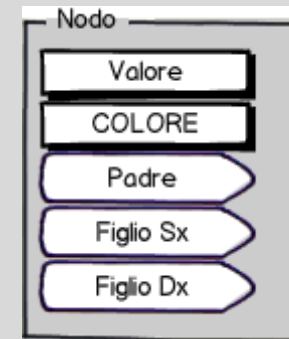 Nodo
Valore
COLORE
Padre
Figlio Sx
Figlio Dx